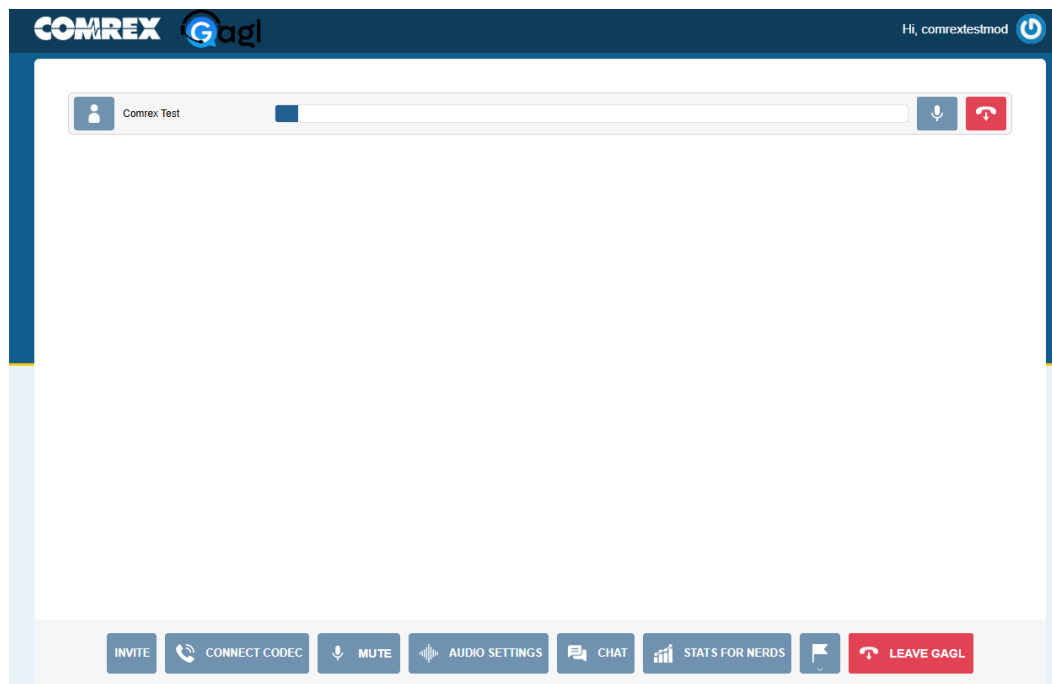 COMREX Gagl Hi, comrextestmod
Comrex Test
INVITE CONNECT CODEC MUTE AUDIO SETTINGS CHAT STATS FOR NERDS LEAVE GAGL